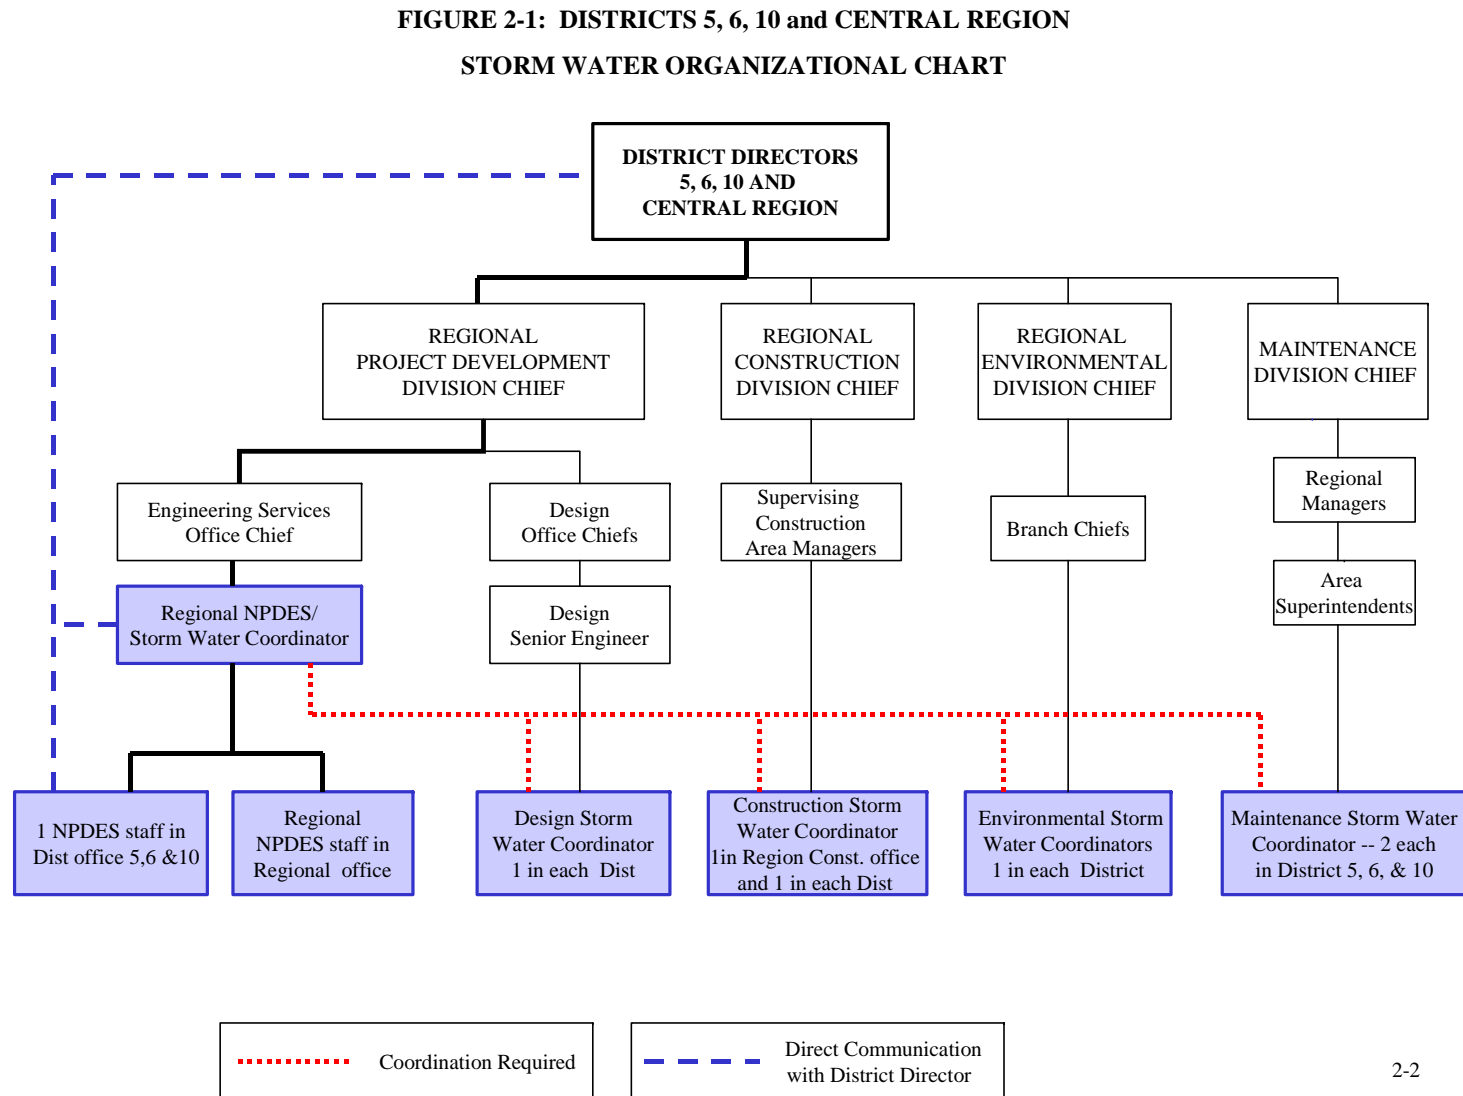 FIGURE 2-1: DISTRICTS 5, 6, 10 and CENTRAL REGION
STORM WATER ORGANIZATIONAL CHART
DISTRICT DIRECTORS
5, 6, 10 AND
CENTRAL REGION
REGIONAL
PROJECT DEVELOPMENT
DIVISION CHIEF
REGIONAL
CONSTRUCTION
DIVISION CHIEF
REGIONAL
ENVIRONMENTAL
DIVISION CHIEF
MAINTENANCE
DIVISION CHIEF
Engineering Services
Office Chief
Design
Office Chiefs
Supervising
Construction
Area Managers
Branch Chiefs
Regional
Managers
Area
Superintendents
Regional NPDES/
Storm Water Coordinator
Design
Senior Engineer
1 NPDES staff in
Dist office 5,6 &10
Regional
NPDES staff in
Regional office
Design Storm
Water Coordinator
1 in each Dist
Construction Storm
Water Coordinator
1in Region Const. office
and 1 in each Dist
Environmental Storm
Water Coordinators
1 in each District
Maintenance Storm Water
Coordinator -- 2 each
in District 5, 6, & 10
Coordination Required
Direct Communication
with District Director
2-2